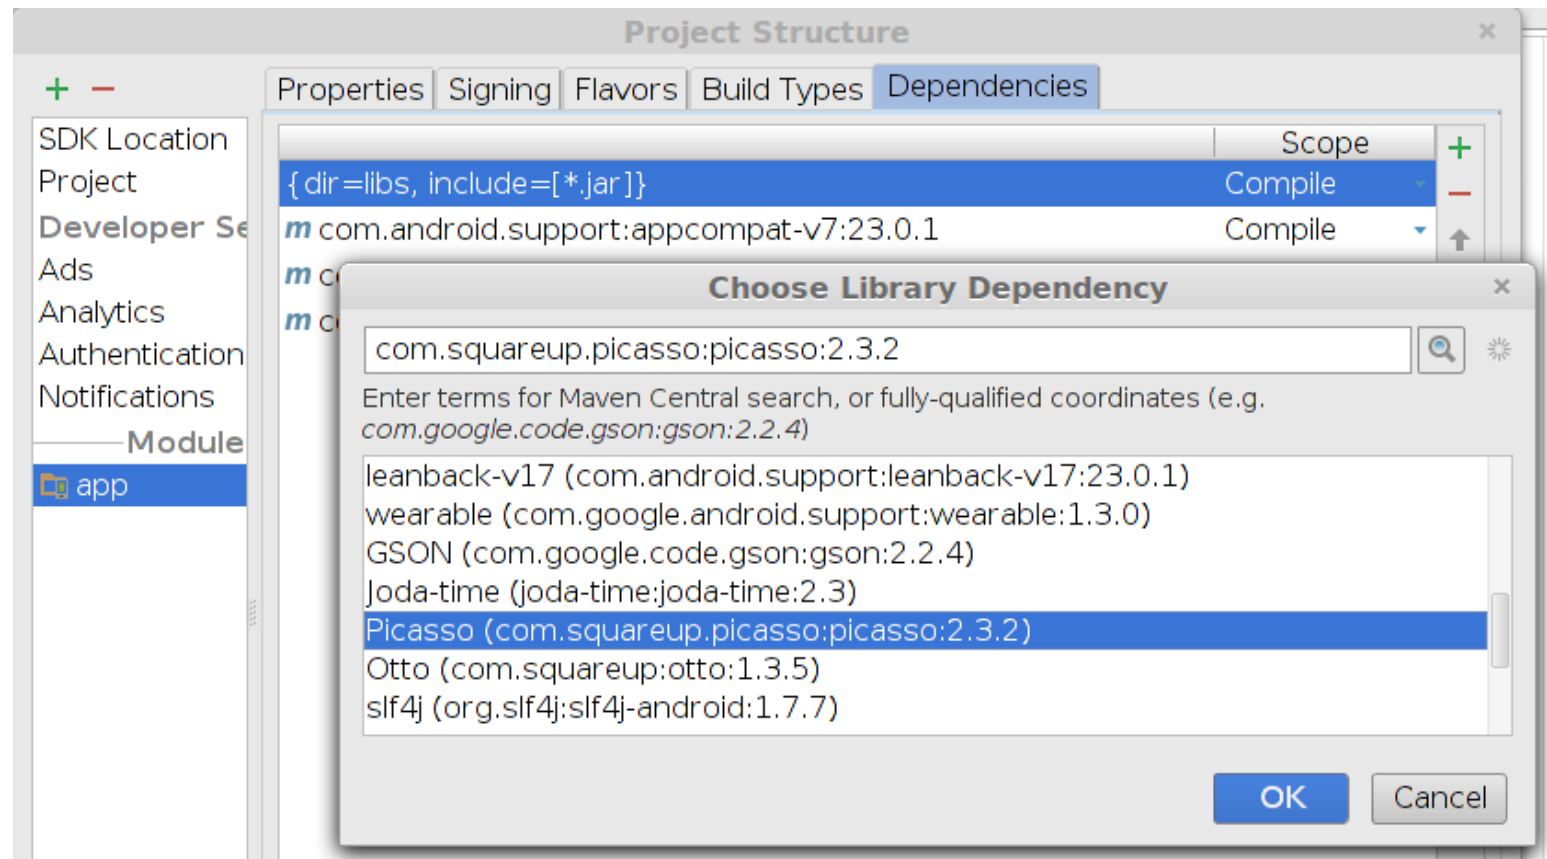 Project Structure
Properties Signing Flavors Build Types Dependencies
SDK Location
Project
Developer Se
Ads
Analytics
Authentication
Notifications
Module
app
Scope
{dir=libs, include=[*.jar]} Compile
m com.android.support:appcompat-v7:23.0.1 Compile
m c
m c
Choose Library Dependency
com.squareup.picasso:picasso:2.3.2
Enter terms for Maven Central search, or fully-qualified coordinates (e.g.
com.google.code.gson:gson:2.2.4)
leanback-v17 (com.android.support:leanback-v17:23.0.1)
wearable (com.google.android.support:wearable:1.3.0)
GSON (com.google.code.gson:gson:2.2.4)
Joda-time (joda-time:joda-time:2.3)
Picasso (com.squareup.picasso:picasso:2.3.2)
Otto (com.squareup:otto:1.3.5)
slf4j (org.slf4j:slf4j-android:1.7.7)
OK Cancel